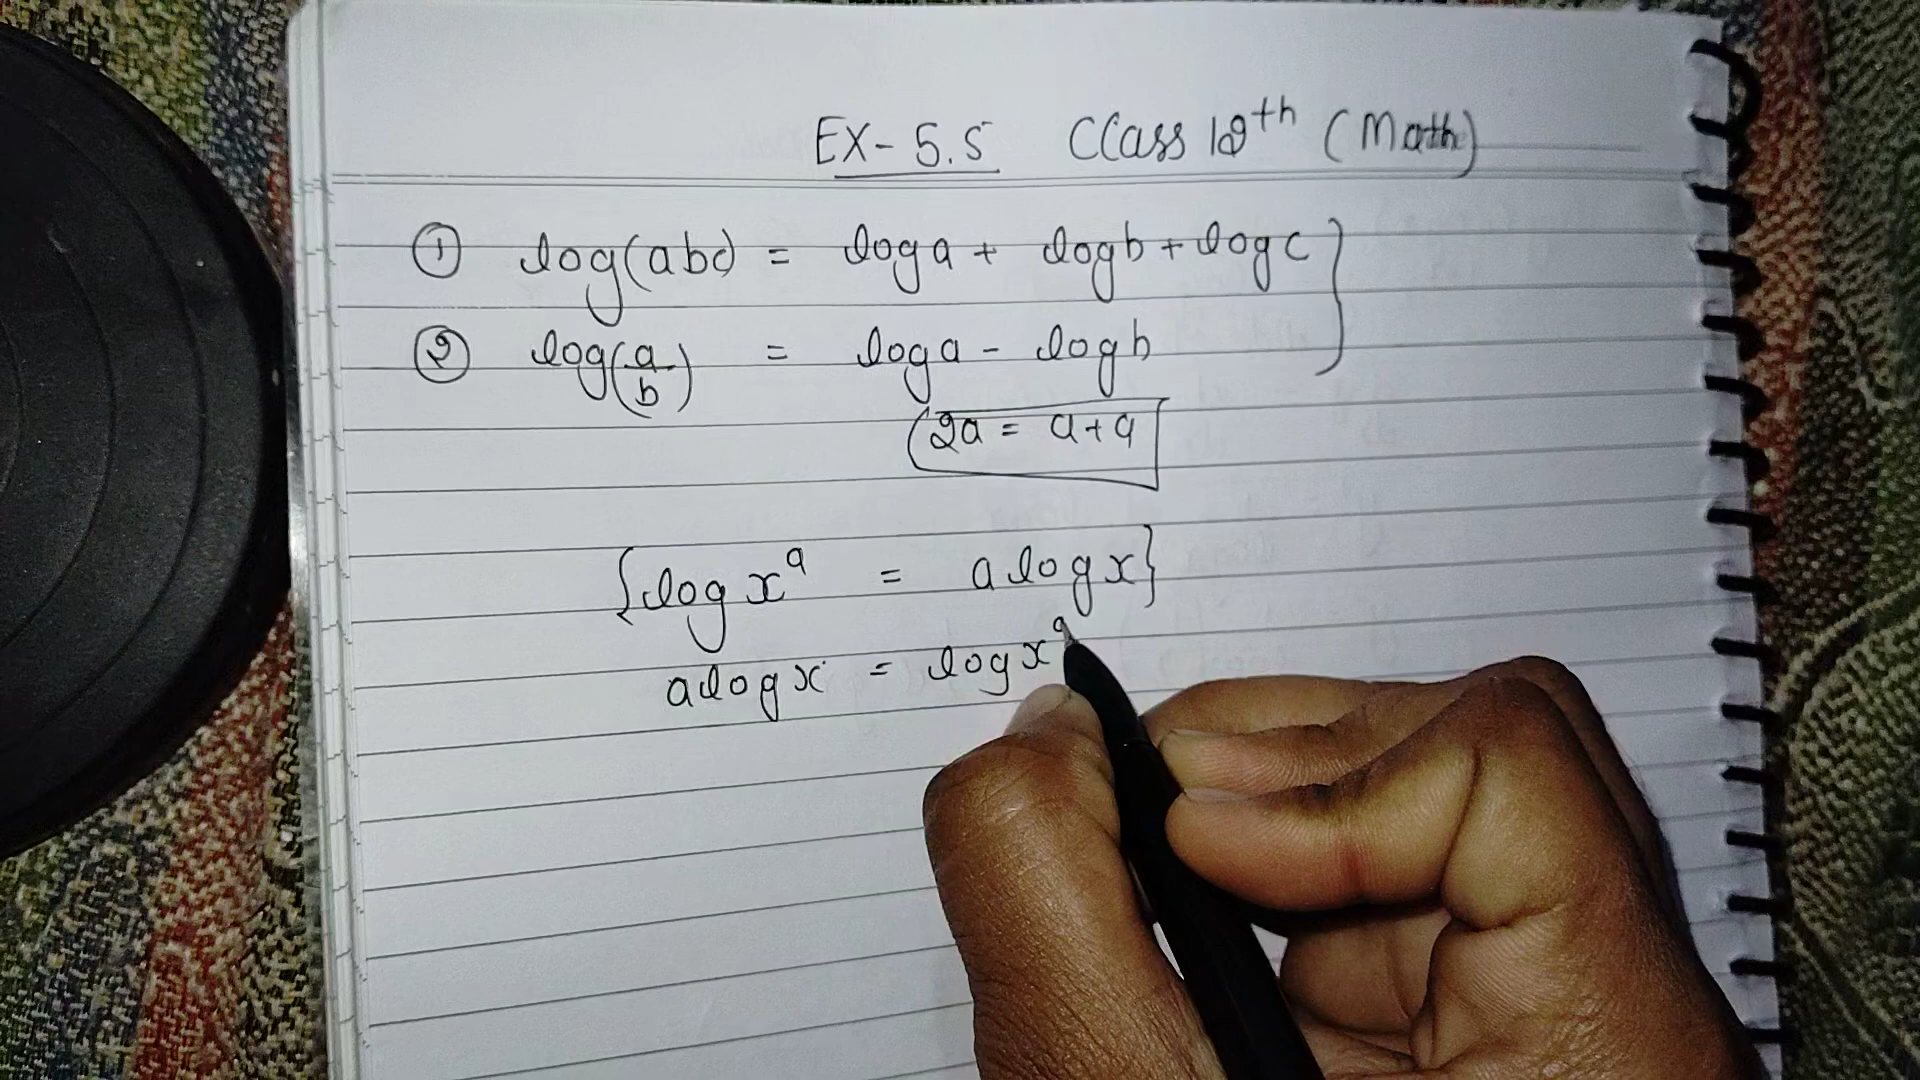 EX- 5.5 Class 12th (Math)
① log(abc) = log a + log b + log c }
② log(a/b) = log a - log b
2a = a + a
{log x^a = a log x}
a log x = log x^a